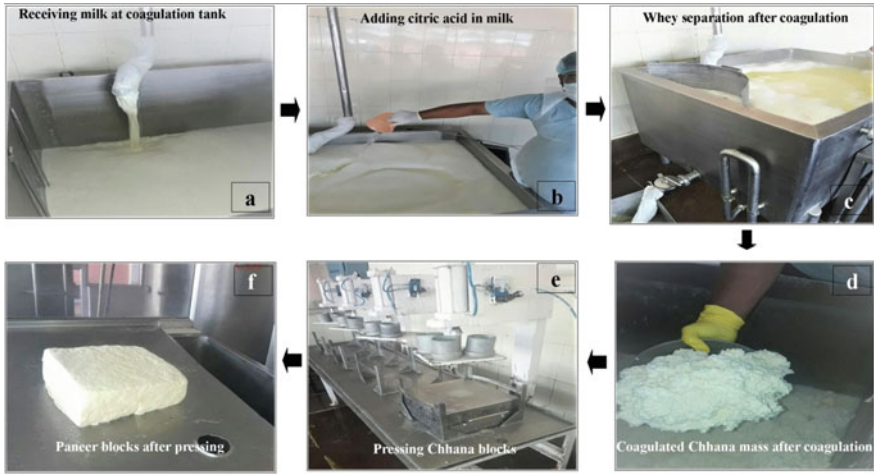 Receiving milk at coagulation tank
a
Adding citric acid in milk
b
Whey separation after coagulation
c
d
Coagulated Chhana mass after coagulation
e
Pressing Chhana blocks
f
Paneer blocks after pressing